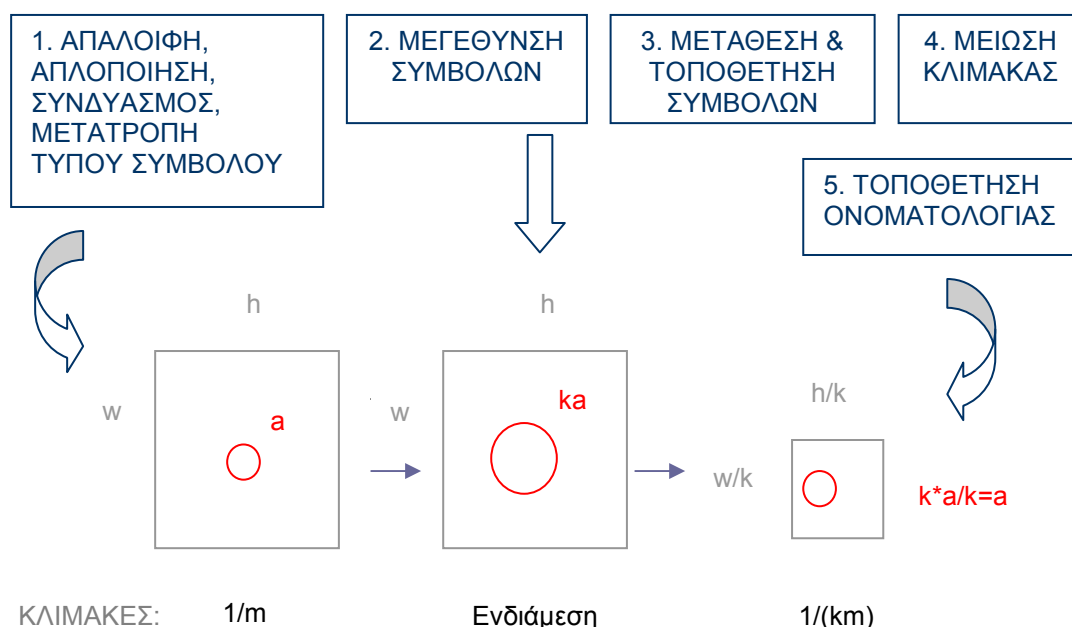 1. ΑΠΑΛΟΙΦΗ,
ΑΠΛΟΠΟΙΗΣΗ,
ΣΥΝΔΥΑΣΜΟΣ,
ΜΕΤΑΤΡΟΠΗ
ΤΥΠΟΥ ΣΥΜΒΟΛΟΥ
2. ΜΕΓΕΘΥΝΣΗ
ΣΥΜΒΟΛΩΝ
3. ΜΕΤΑΘΕΣΗ &
ΤΟΠΟΘΕΤΗΣΗ
ΣΥΜΒΟΛΩΝ
4. ΜΕΙΩΣΗ
ΚΛΙΜΑΚΑΣ
5. ΤΟΠΟΘΕΤΗΣΗ
ΟΝΟΜΑΤΟΛΟΓΙΑΣ
h
w
a
h
w
ka
h/k
w/k
k*a/k=a
ΚΛΙΜΑΚΕΣ: 1/m Ενδιάμεση 1/(km)